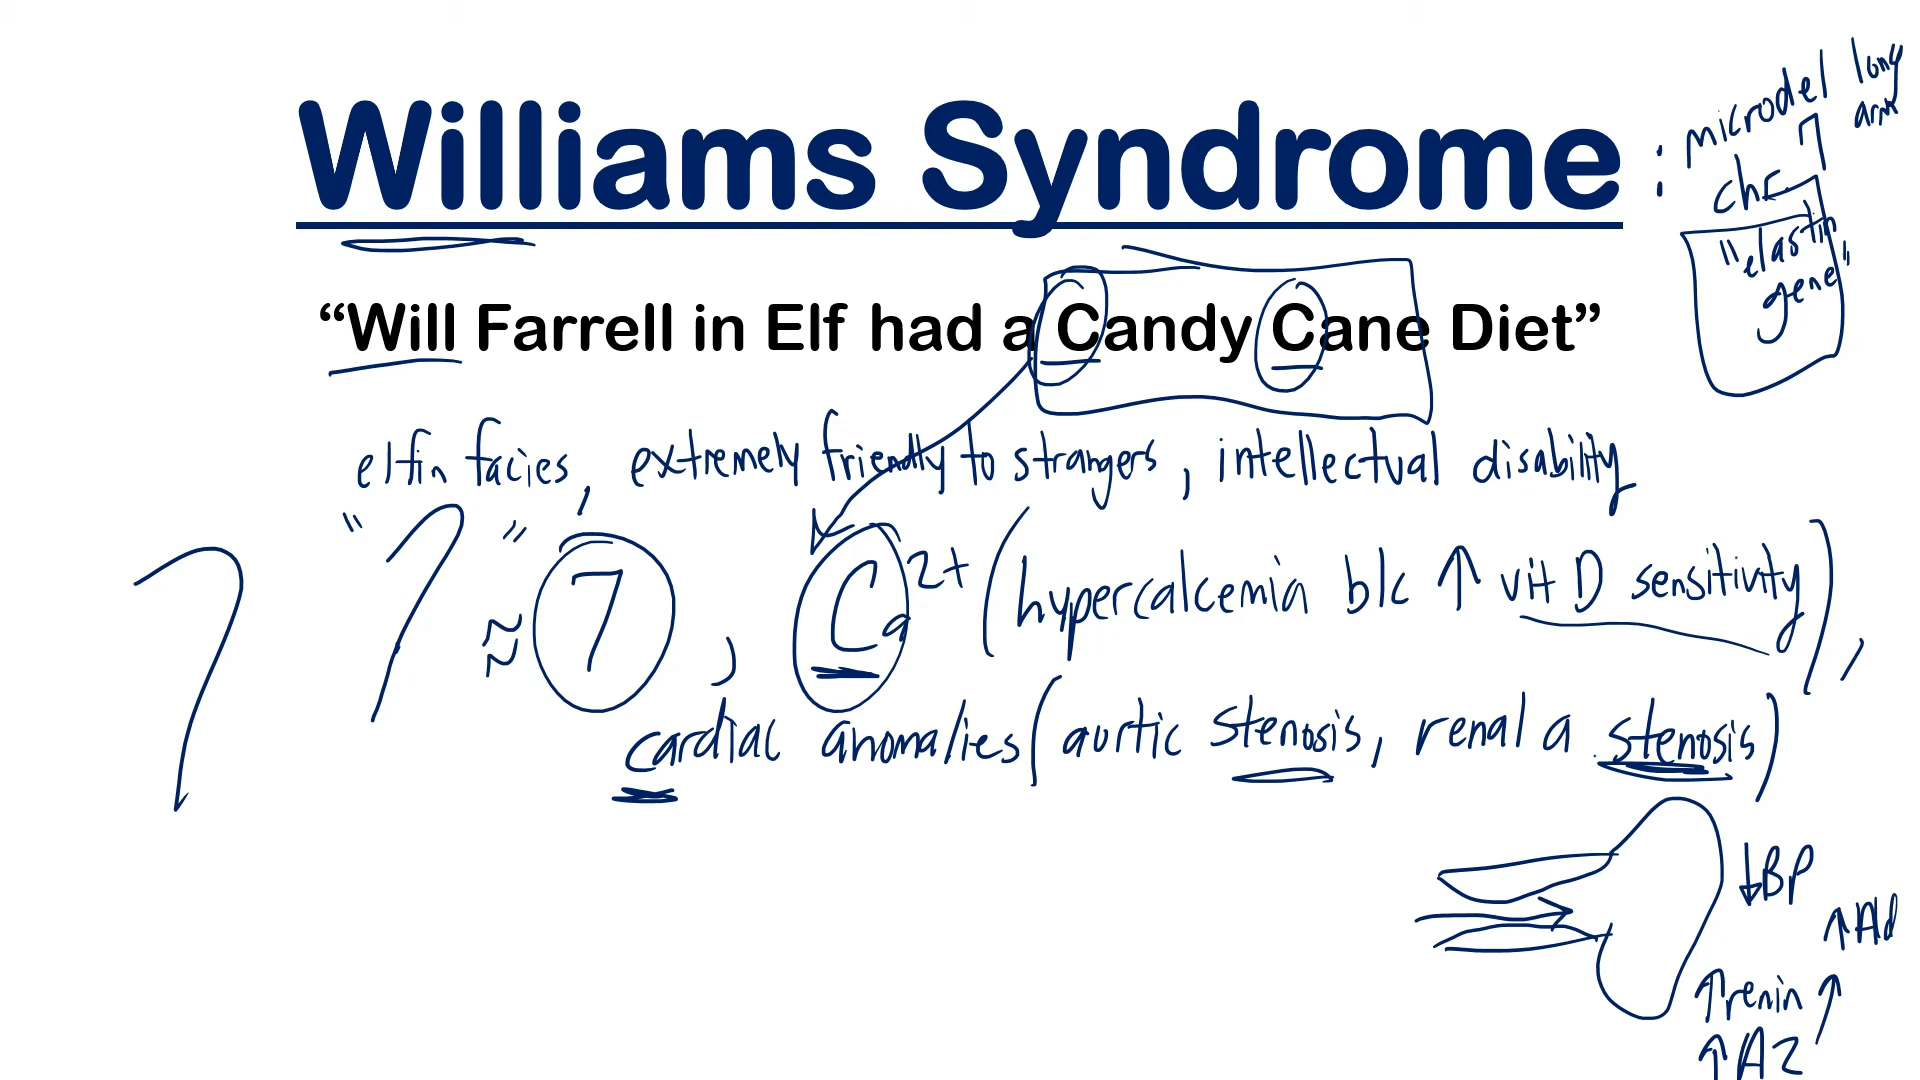 Williams Syndrome
: microdel long arm
chr 7
"elastin gene"
“Will Farrell in Elf had a Candy Cane Diet”
elfin facies, extremely friendly to strangers, intellectual disability
" " ≈ 7 , Ca2+ (hypercalcemia b/c ↑ vit D sensitivity) ,
cardiac anomalies (aortic stenosis, renal a. stenosis)
↓BP
↑Ald
↑renin ↑
↑A2